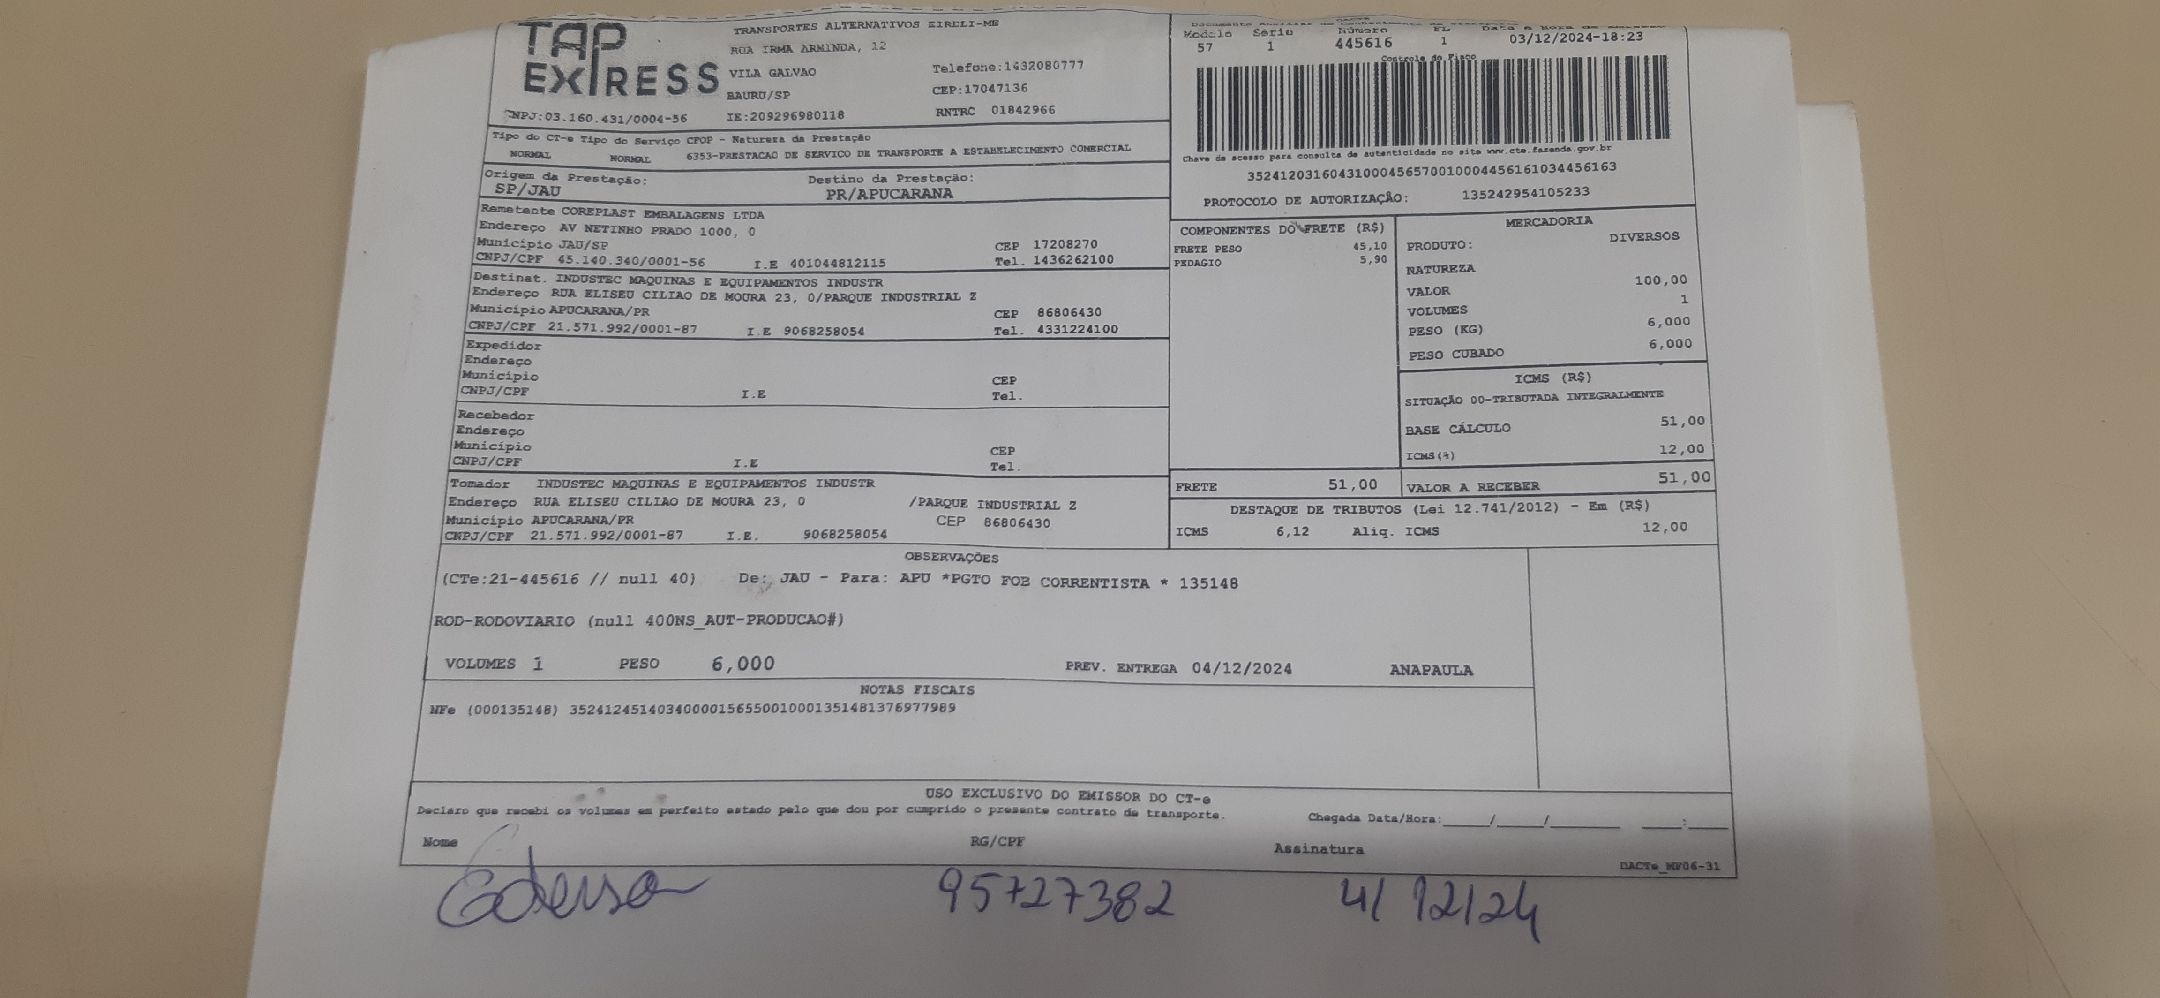 TAP EXPRESS
TRANSPORTES ALTERNATIVOS EIRELI-ME
RUA IRMA ARMINDA, 12
VILA GALVAO Telefone:1432080777
BAURU/SP CEP:17047136
CNPJ:03.160.431/0004-56 IE:209296980118 RNTRC 01842966
Tipo do CT-e Tipo do Serviço CFOP - Natureza da Prestação
NORMAL NORMAL 6353-PRESTACAO DE SERVICO DE TRANSPORTE A ESTABELECIMENTO COMERCIAL
Origem da Prestação: Destino da Prestação:
SP/JAU PR/APUCARANA
Remetente COREPLAST EMBALAGENS LTDA
Endereço AV NETINHO PRADO 1000, 0
Município JAU/SP CEP 17208270
CNPJ/CPF 45.140.340/0001-56 I.E 401044812115 Tel. 1436262100
Destinat. INDUSTEC MAQUINAS E EQUIPAMENTOS INDUSTR
Endereço RUA ELISEU CILIAO DE MOURA 23, 0/PARQUE INDUSTRIAL Z
Município APUCARANA/PR CEP 86806430
CNPJ/CPF 21.571.992/0001-87 I.E 9068258054 Tel. 4331224100
Expedidor
Endereço
Município CEP
CNPJ/CPF I.E Tel.
Recebedor
Endereço
Município CEP
CNPJ/CPF I.E Tel.
Tomador INDUSTEC MAQUINAS E EQUIPAMENTOS INDUSTR
Endereço RUA ELISEU CILIAO DE MOURA 23, 0 /PARQUE INDUSTRIAL Z
Município APUCARANA/PR CEP 86806430
CNPJ/CPF 21.571.992/0001-87 I.E. 9068258054
Modelo Serie Número FL
57 1 445616 1 03/12/2024-18:23
Controle do Fisco
Chave de acesso para consulta de autenticidade no site www.cte.fazenda.gov.br
35241203160431000456570010004456161034456163
PROTOCOLO DE AUTORIZAÇÃO: 135242954105233
COMPONENTES DO FRETE (R$)
FRETE PESO 45,10
PEDAGIO 5,90
MERCADORIA
PRODUTO: DIVERSOS
NATUREZA
VALOR 100,00
VOLUMES 1
PESO (KG) 6,000
PESO CUBADO 6,000
ICMS (R$)
SITUAÇÃO 00-TRIBUTADA INTEGRALMENTE
BASE CÁLCULO 51,00
ICMS(%) 12,00
FRETE 51,00 VALOR A RECEBER 51,00
DESTAQUE DE TRIBUTOS (Lei 12.741/2012) - Em (R$)
ICMS 6,12 Aliq. ICMS 12,00
OBSERVAÇÕES
(CTe:21-445616 // null 40) De: JAU - Para: APU *PGTO FOB CORRENTISTA * 135148
ROD-RODOVIARIO (null 400NS_AUT-PRODUCAO#)
VOLUMES 1 PESO 6,000 PREV. ENTREGA 04/12/2024 ANAPAULA
NOTAS FISCAIS
NFe (000135148) 35241245140340000156550010001351481376977989
USO EXCLUSIVO DO EMISSOR DO CT-e
Declaro que recebi os volumes em perfeito estado pelo que dou por cumprido o presente contrato de transporte.
Chegada Data/Hora:____/____/______ ____:____
Nome RG/CPF Assinatura
DACTe_MF06-31
Ederson 95727382 4/12/24